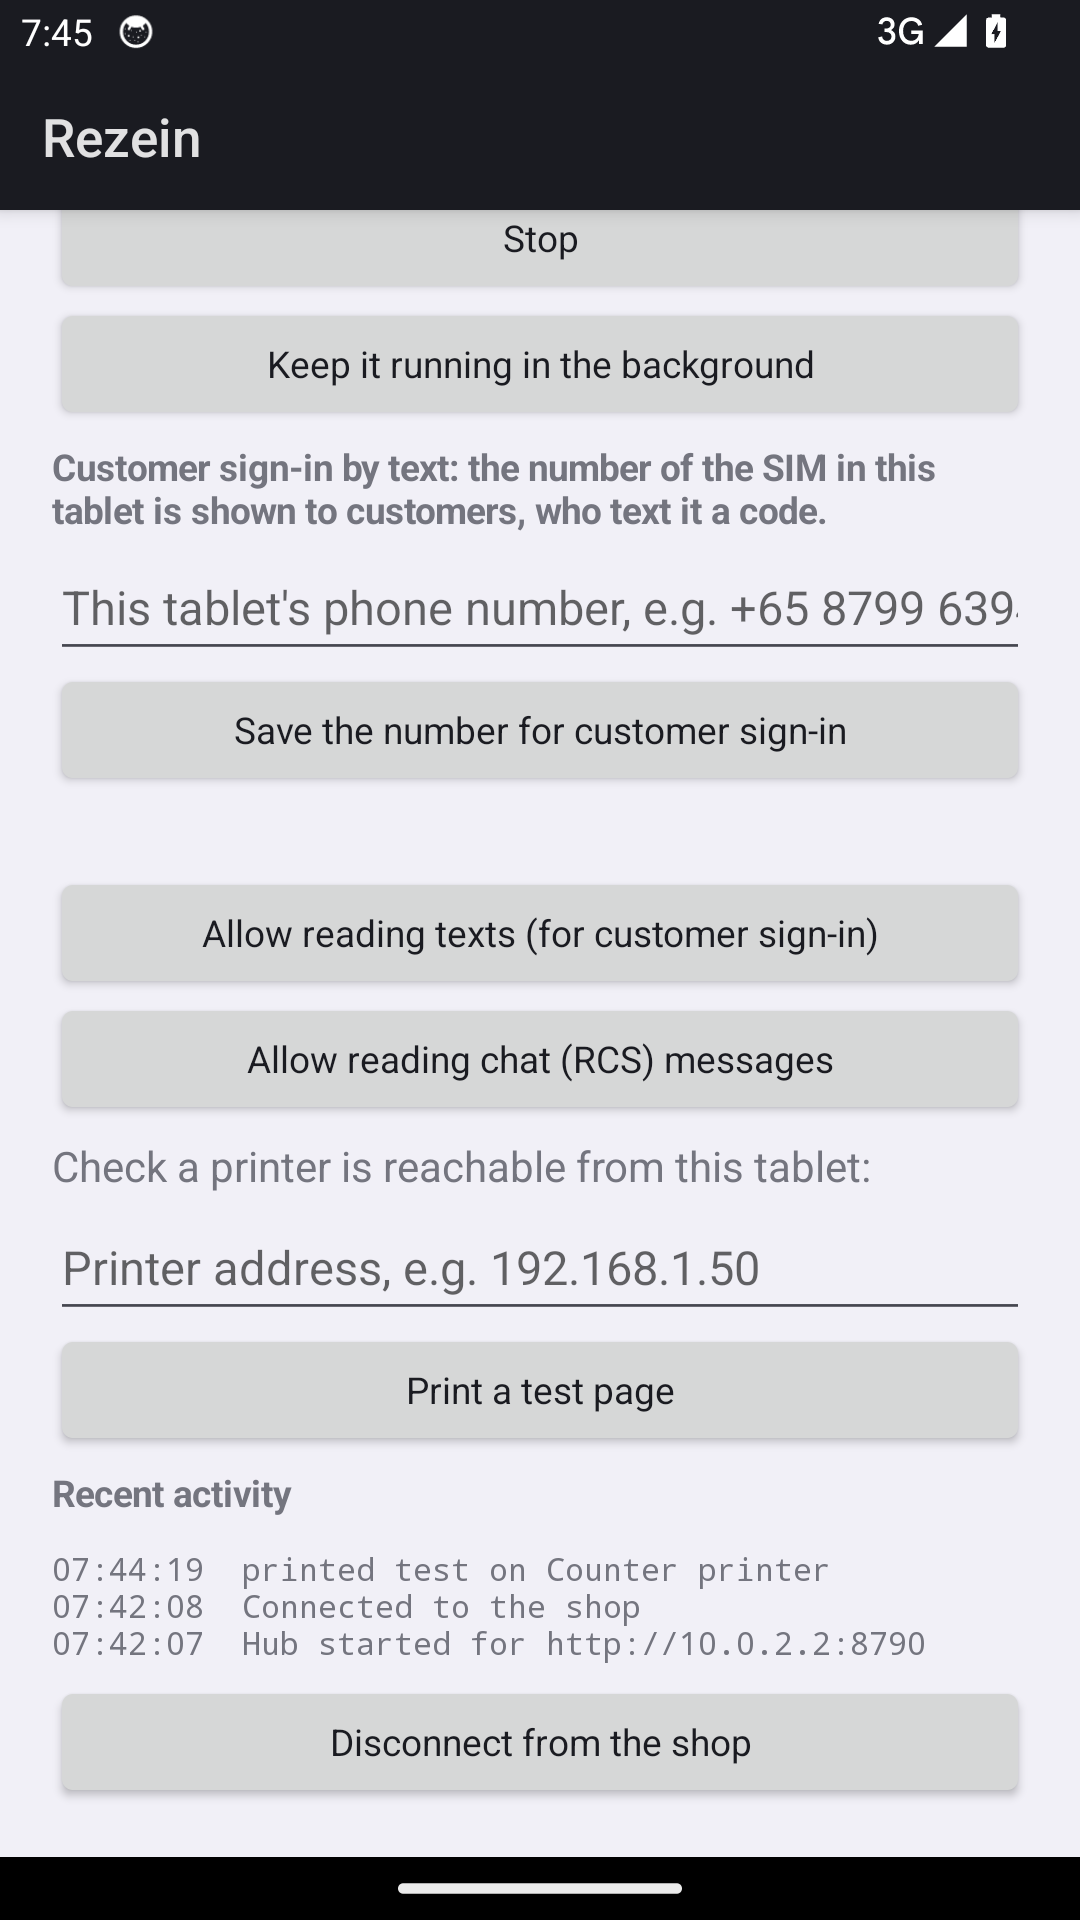 7:45
3G
Rezein
Stop
Keep it running in the background
Customer sign-in by text: the number of the SIM in this
tablet is shown to customers, who text it a code.
This tablet's phone number, e.g. +65 8799 639
Save the number for customer sign-in
Allow reading texts (for customer sign-in)
Allow reading chat (RCS) messages
Check a printer is reachable from this tablet:
Printer address, e.g. 192.168.1.50
Print a test page
Recent activity
07:44:19  printed test on Counter printer
07:42:08  Connected to the shop
07:42:07  Hub started for http://10.0.2.2:8790
Disconnect from the shop